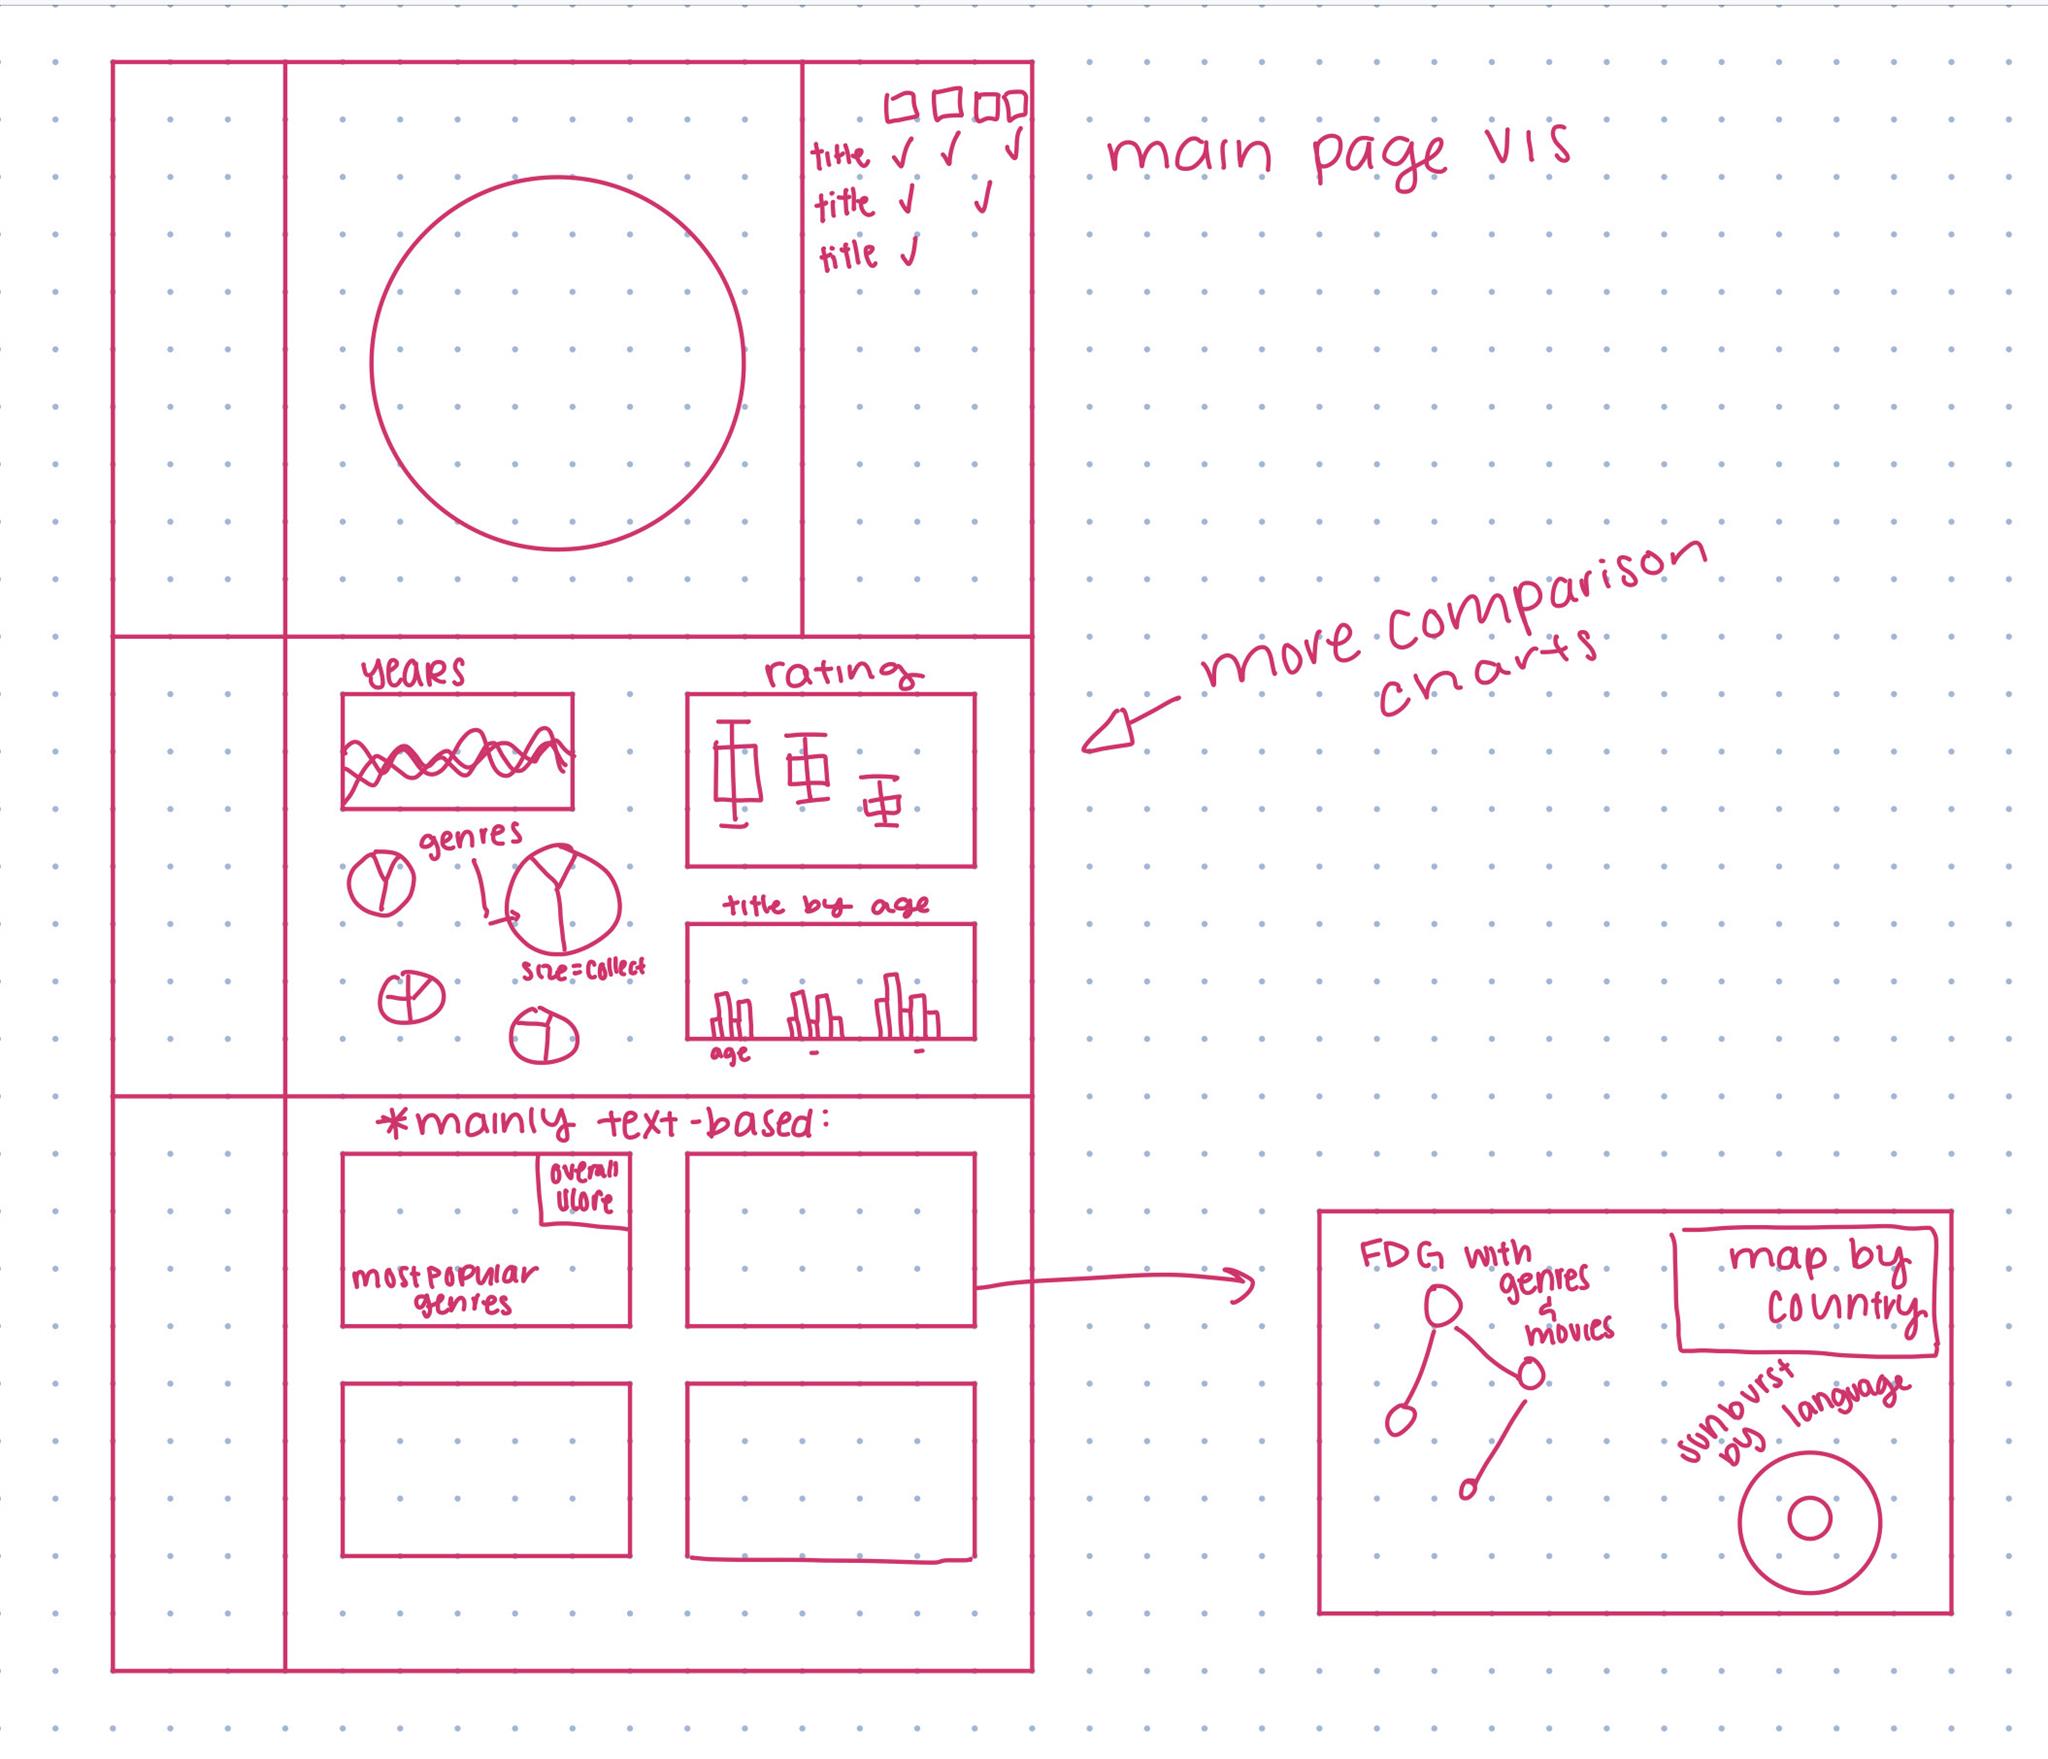 main page vis
title
title
title
more comparison
charts
years
ratings
genres
size=collect
title by age
age
*mainly text-based:
overall
score
most popular
genres
FDG with
genres
&
movies
map by
country
sunburst
by language